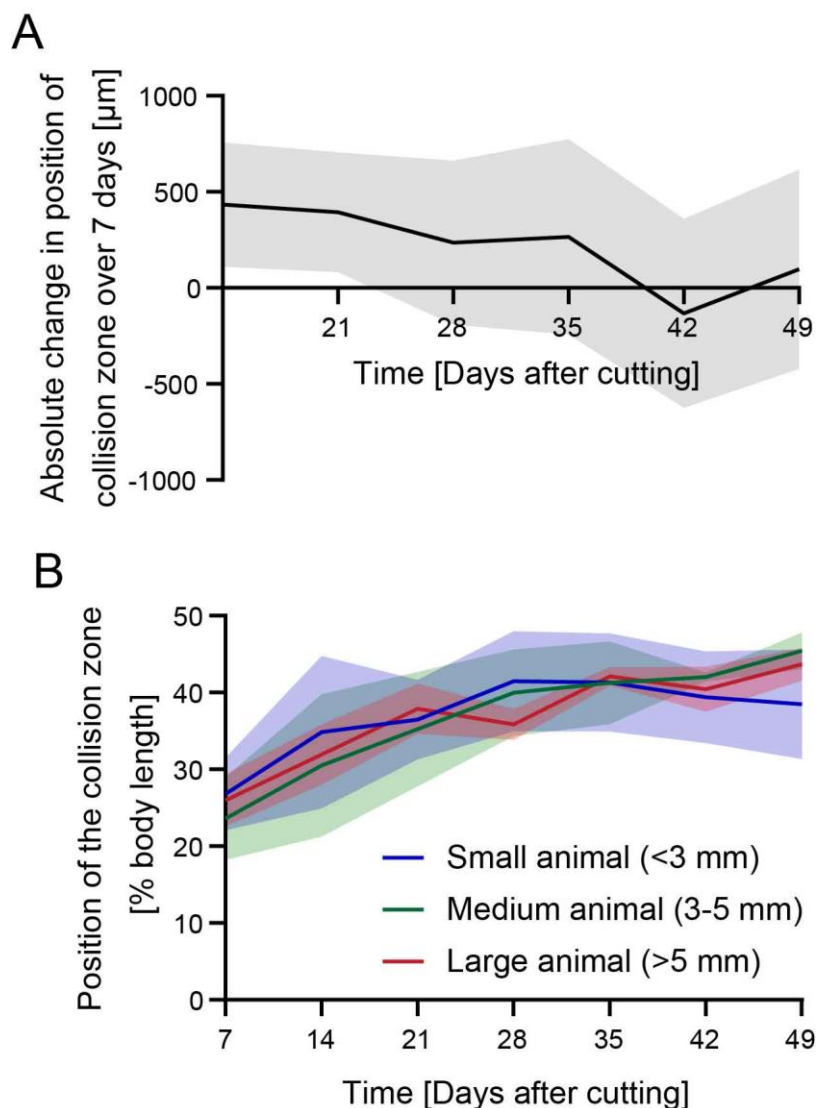 A
Absolute change in position of
collision zone over 7 days [µm]
1000
500
0
-500
-1000
21
28
35
42
49
Time [Days after cutting]
B
Position of the collision zone
[% body length]
50
40
30
20
10
0
Small animal (<3 mm)
Medium animal (3-5 mm)
Large animal (>5 mm)
7
14
21
28
35
42
49
Time [Days after cutting]